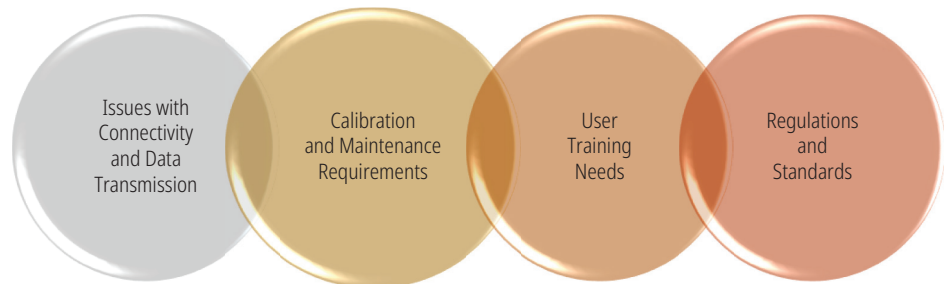 Issues with
Connectivity
and Data
Transmission
Calibration
and Maintenance
Requirements
User
Training
Needs
Regulations
and
Standards